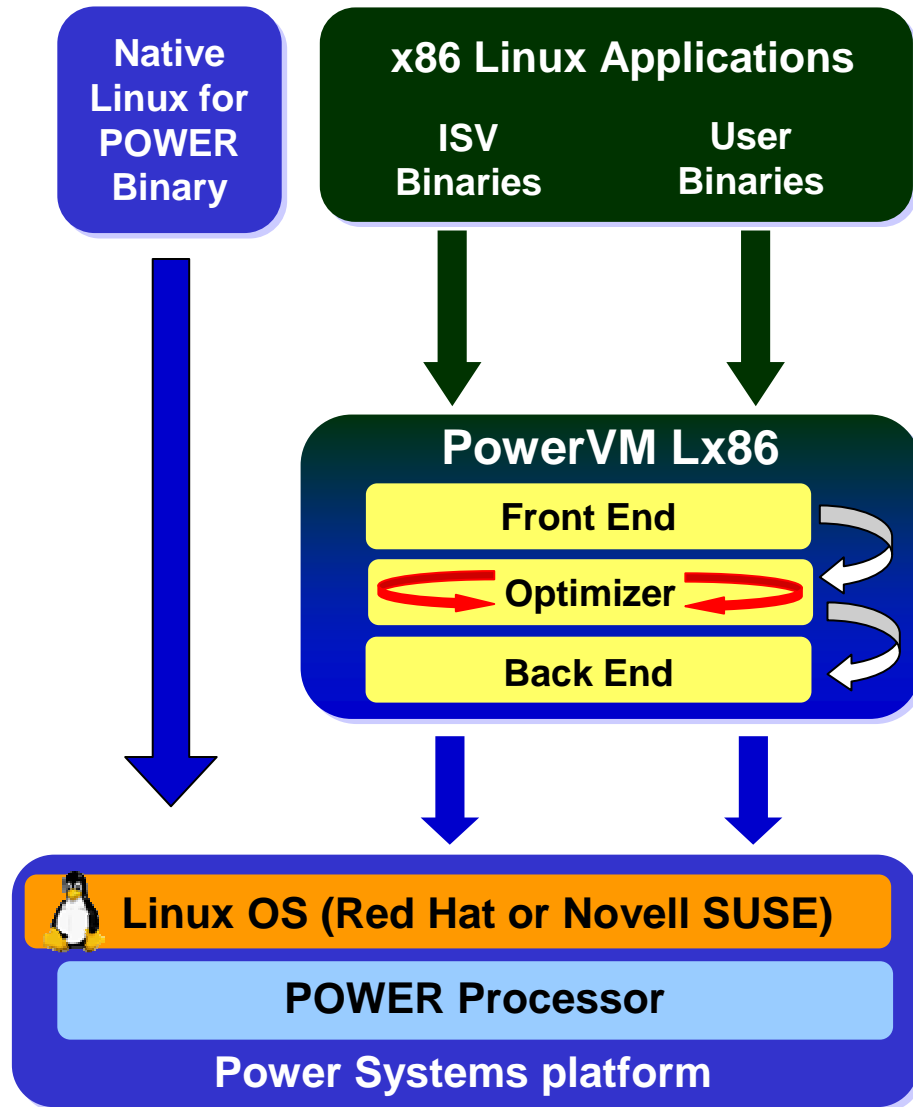 Native
Linux for
POWER
Binary
x86 Linux Applications
ISV
Binaries
User
Binaries
PowerVM Lx86
Front End
Optimizer
Back End
Linux OS (Red Hat or Novell SUSE)
POWER Processor
Power Systems platform